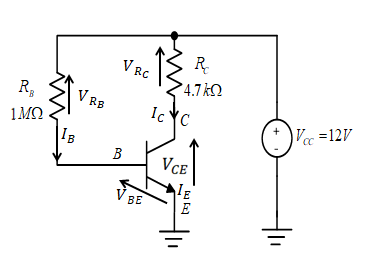 V_RC
R_C
4.7kΩ
R_B
1MΩ
V_RB
I_C
C
I_B
B
V_CE
V_CC =12V
+
-
V_BE
I_E
E